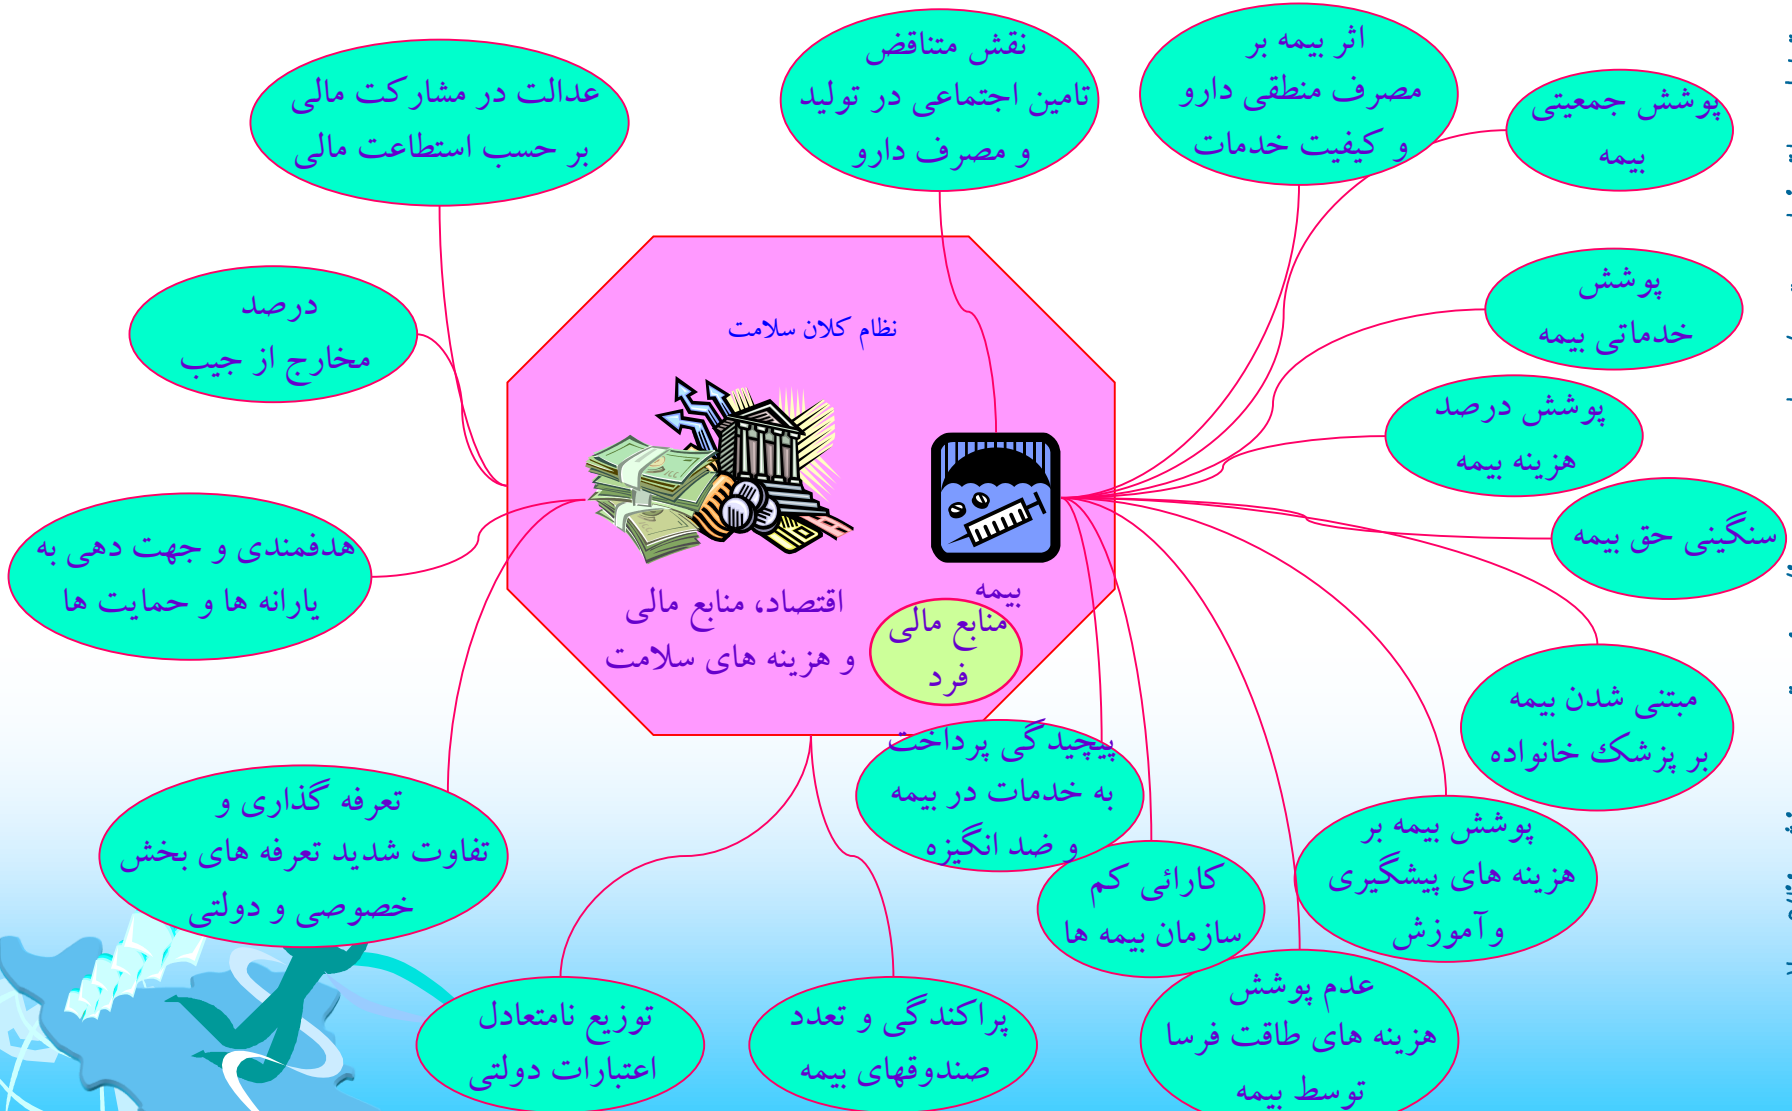 اثر بیمه بر
مصرف منطقی دارو
و کیفیت خدمات
نقش متناقض
تامین اجتماعی در تولید
و مصرف دارو
عدالت در مشارکت مالی
بر حسب استطاعت مالی
پوشش جمعیتی
بیمه
پوشش
خدماتی بیمه
درصد
مخارج از جیب
نظام کلان سلامت
پوشش درصد
هزینه بیمه
سنگینی حق بیمه
هدفمندی و جهت دهی به
یارانه ها و حمایت ها
بیمه
اقتصاد، منابع مالی
و هزینه های سلامت
منابع مالی
فرد
مبتنی شدن بیمه
بر پزشک خانواده
پیچیدگی پرداخت
به خدمات در بیمه
و ضد انگیزه
تعرفه گذاری و
تفاوت شدید تعرفه های بخش
خصوصی و دولتی
پوشش بیمه بر
هزینه های پیشگیری
و آموزش
کارائی کم
سازمان بیمه ها
عدم پوشش
هزینه های طاقت فرسا
توسط بیمه
پراکندگی و تعدد
صندوقهای بیمه
توزیع نامتعادل
اعتبارات دولتی